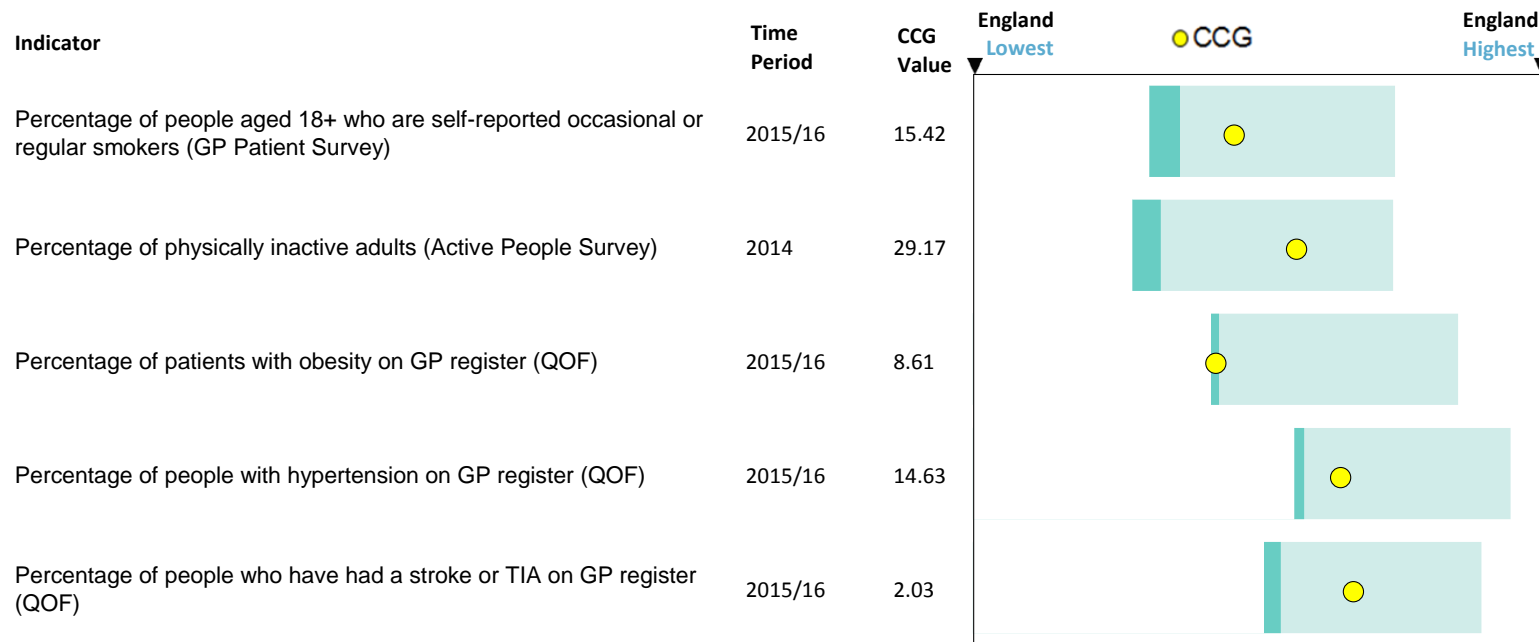 Indicator
Time
Period
CCG
Value
England
Lowest
CCG
England
Highest
Percentage of people aged 18+ who are self-reported occasional or
regular smokers (GP Patient Survey)
2015/16
15.42
Percentage of physically inactive adults (Active People Survey)
2014
29.17
Percentage of patients with obesity on GP register (QOF)
2015/16
8.61
Percentage of people with hypertension on GP register (QOF)
2015/16
14.63
Percentage of people who have had a stroke or TIA on GP register
(QOF)
2015/16
2.03